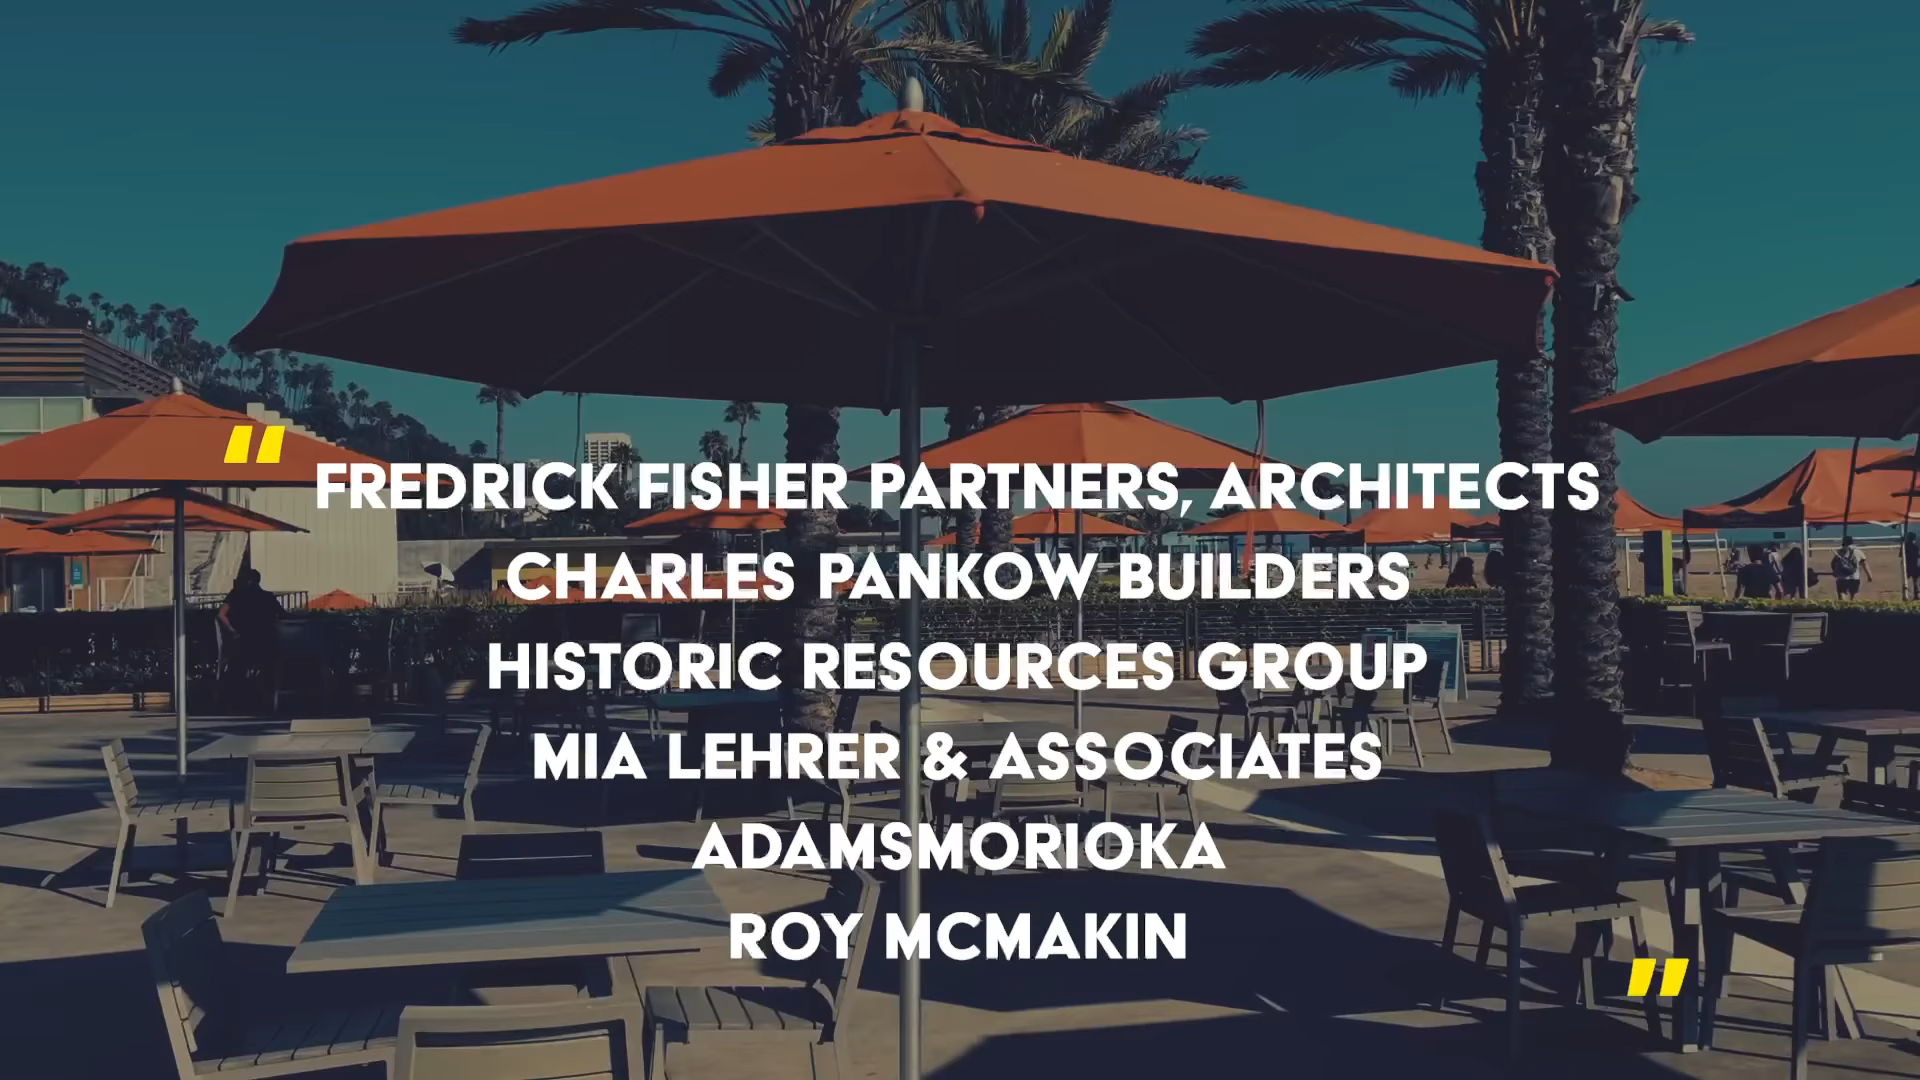 " FREDRICK FISHER PARTNERS, ARCHITECTS
CHARLES PANKOW BUILDERS
HISTORIC RESOURCES GROUP
MIA LEHRER & ASSOCIATES
ADAMSMORIOKA
ROY MCMAKIN "